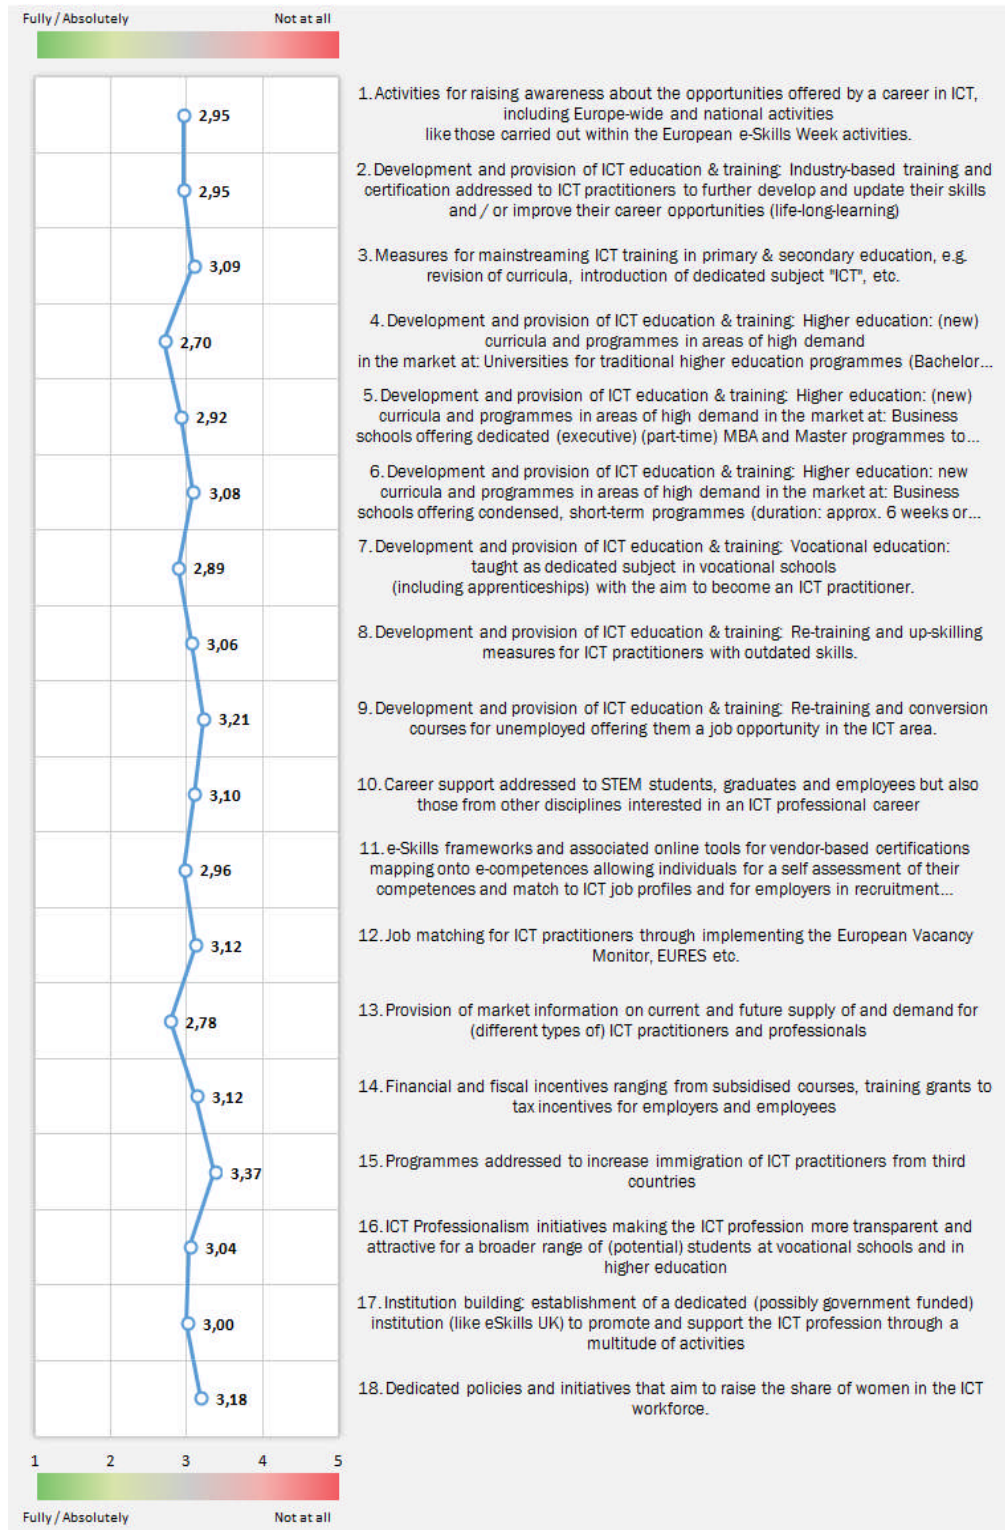 Fully / Absolutely Not at all
2,95
1. Activities for raising awareness about the opportunities offered by a career in ICT,
including Europe-wide and national activities
like those carried out within the European e-Skills Week activities.
2,95
2. Development and provision of ICT education & training: Industry-based training and
certification addressed to ICT practitioners to further develop and update their skills
and / or improve their career opportunities (life-long-learning)
3,09
3. Measures for mainstreaming ICT training in primary & secondary education, e.g.
revision of curricula, introduction of dedicated subject "ICT", etc.
2,70
4. Development and provision of ICT education & training: Higher education: (new)
curricula and programmes in areas of high demand
in the market at: Universities for traditional higher education programmes (Bachelor...
2,92
5. Development and provision of ICT education & training: Higher education: (new)
curricula and programmes in areas of high demand in the market at: Business
schools offering dedicated (executive) (part-time) MBA and Master programmes to...
3,08
6. Development and provision of ICT education & training: Higher education: new
curricula and programmes in areas of high demand in the market at: Business
schools offering condensed, short-term programmes (duration: approx. 6 weeks or...
2,89
7. Development and provision of ICT education & training: Vocational education:
taught as dedicated subject in vocational schools
(including apprenticeships) with the aim to become an ICT practitioner.
3,06
8. Development and provision of ICT education & training: Re-training and up-skilling
measures for ICT practitioners with outdated skills.
3,21
9. Development and provision of ICT education & training: Re-training and conversion
courses for unemployed offering them a job opportunity in the ICT area.
3,10
10. Career support addressed to STEM students, graduates and employees but also
those from other disciplines interested in an ICT professional career
2,96
11. e-Skills frameworks and associated online tools for vendor-based certifications
mapping onto e-competences allowing individuals for a self assessment of their
competences and match to ICT job profiles and for employers in recruitment...
3,12
12. Job matching for ICT practitioners through implementing the European Vacancy
Monitor, EURES etc.
2,78
13. Provision of market information on current and future supply of and demand for
(different types of) ICT practitioners and professionals
3,12
14. Financial and fiscal incentives ranging from subsidised courses, training grants to
tax incentives for employers and employees
3,37
15. Programmes addressed to increase immigration of ICT practitioners from third
countries
3,04
16. ICT Professionalism initiatives making the ICT profession more transparent and
attractive for a broader range of (potential) students at vocational schools and in
higher education
3,00
17. Institution building: establishment of a dedicated (possibly government funded)
institution (like eSkills UK) to promote and support the ICT profession through a
multitude of activities
3,18
18. Dedicated policies and initiatives that aim to raise the share of women in the ICT
workforce.
1 2 3 4 5
Fully / Absolutely Not at all